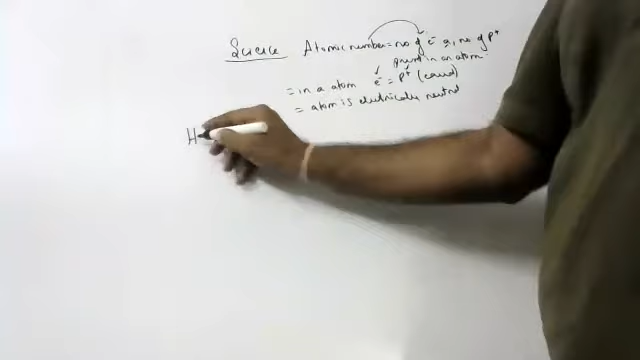 Science Atomic number = no of e⁻ or no of p⁺
present in an atom.
= in a atom e⁻ = p⁺ (equal)
= atom is electrically neutral
H